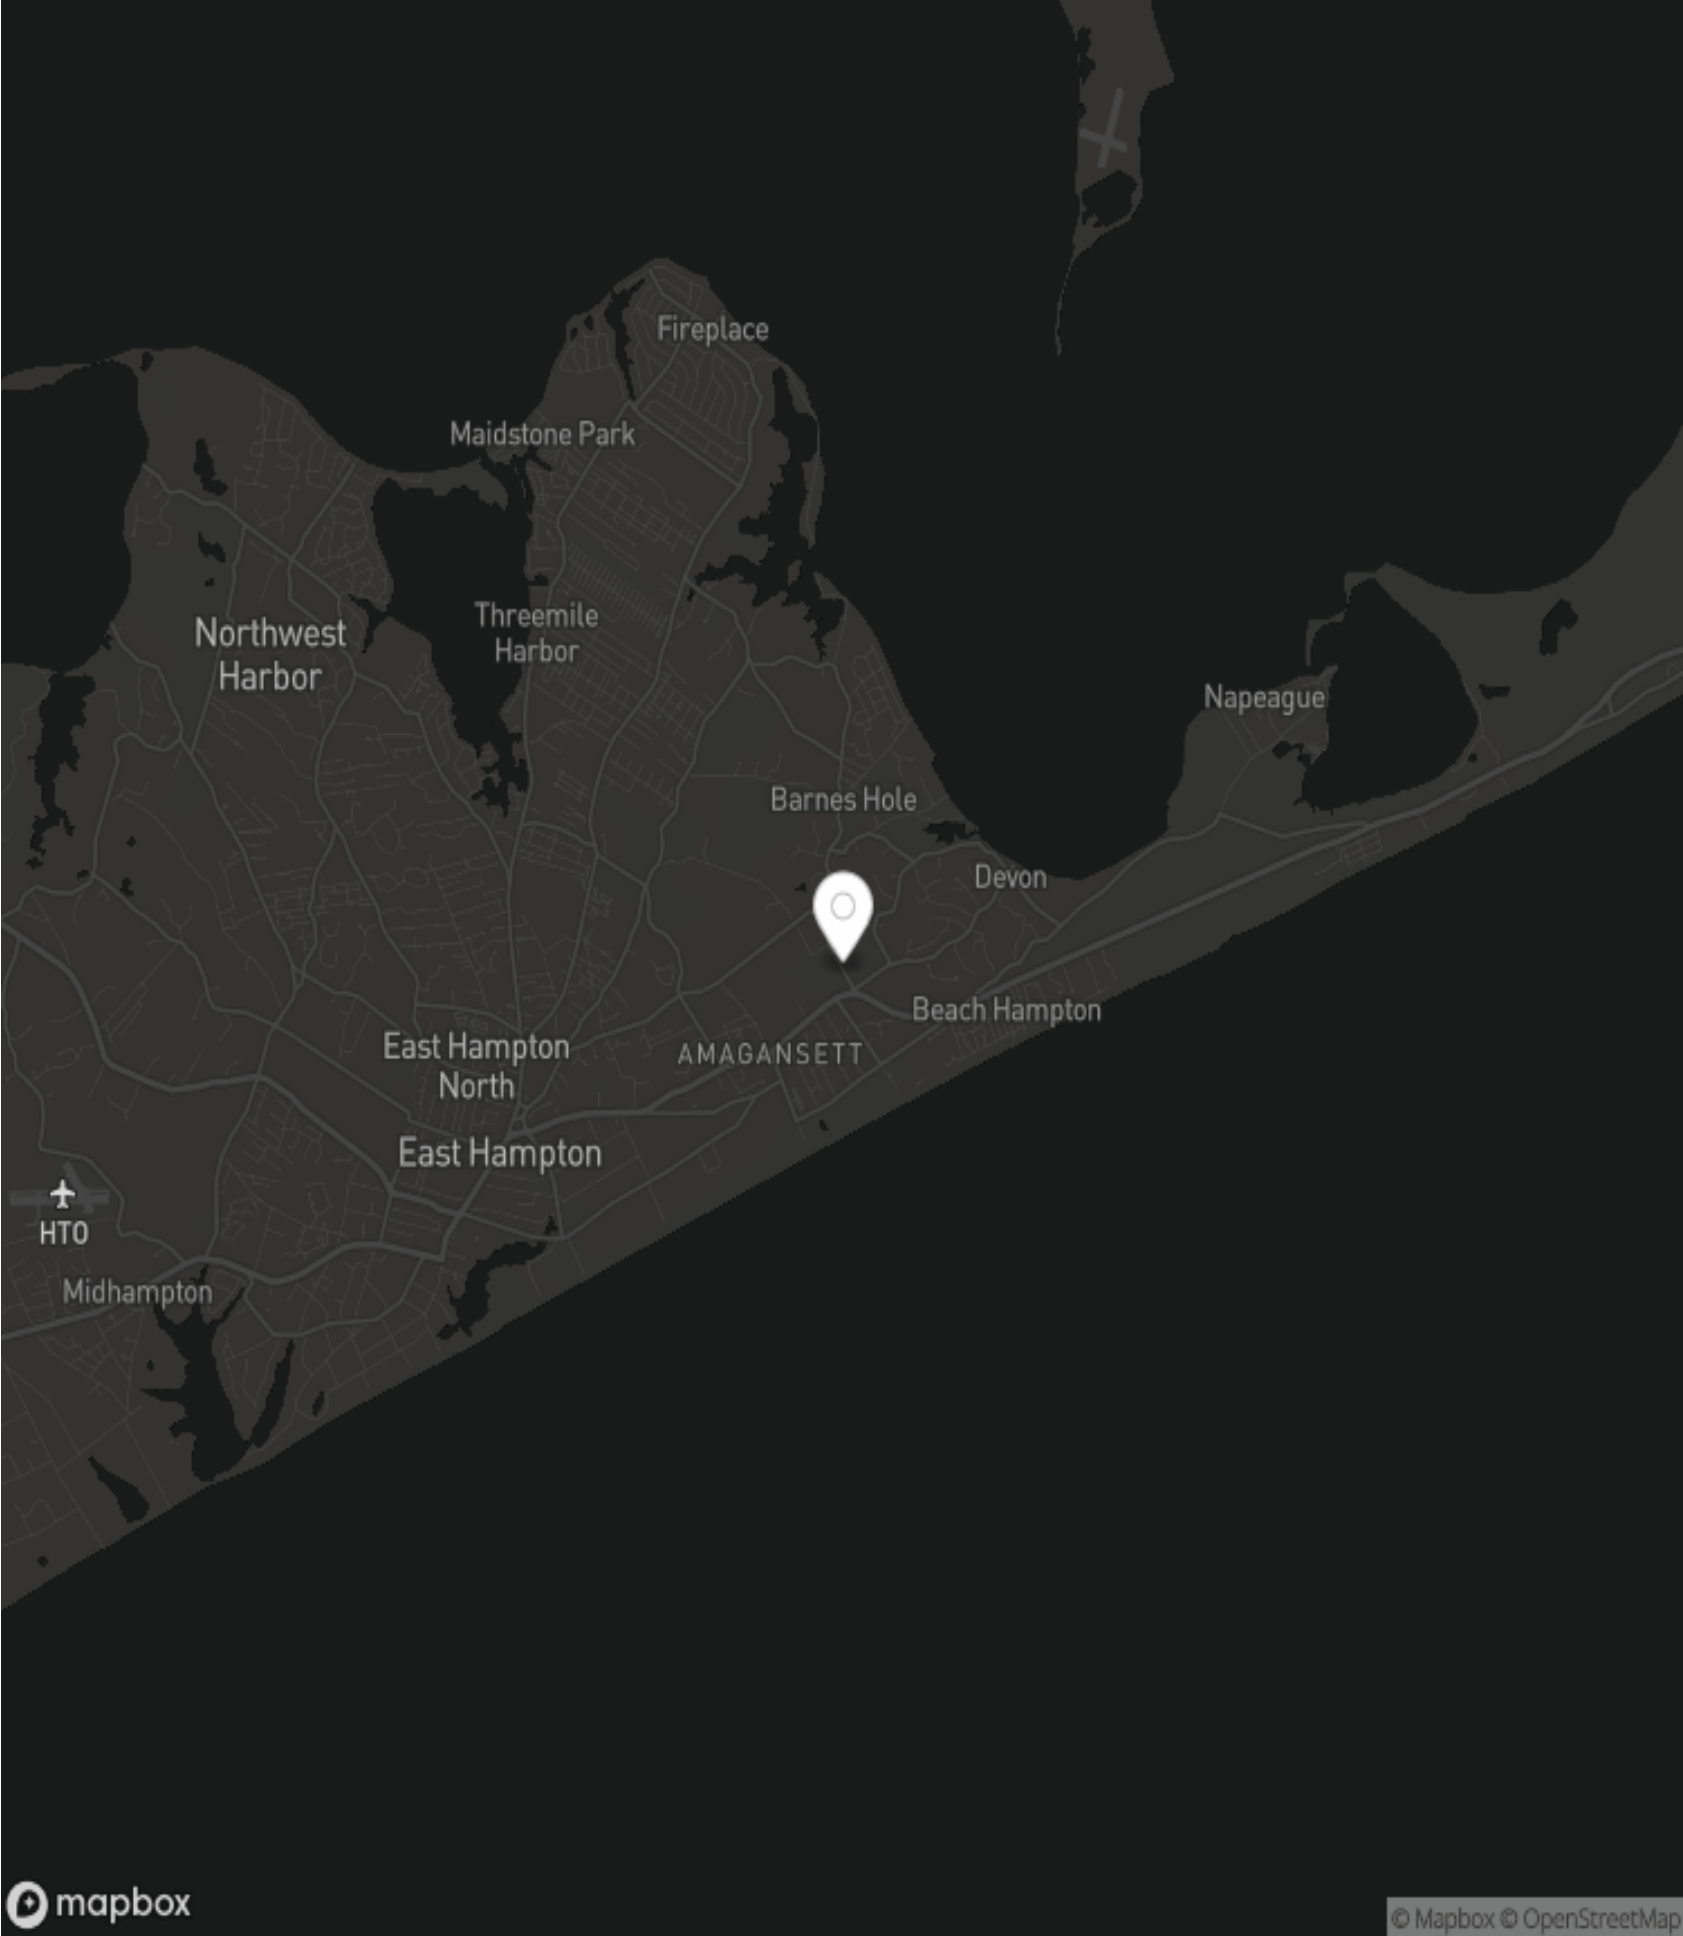 Fireplace
Maidstone Park
Threemile
Harbor
Northwest
Harbor
Napeague
Barnes Hole
Devon
Beach Hampton
East Hampton
North
AMAGANSETT
East Hampton
HTO
Midhampton
mapbox
© Mapbox © OpenStreetMap